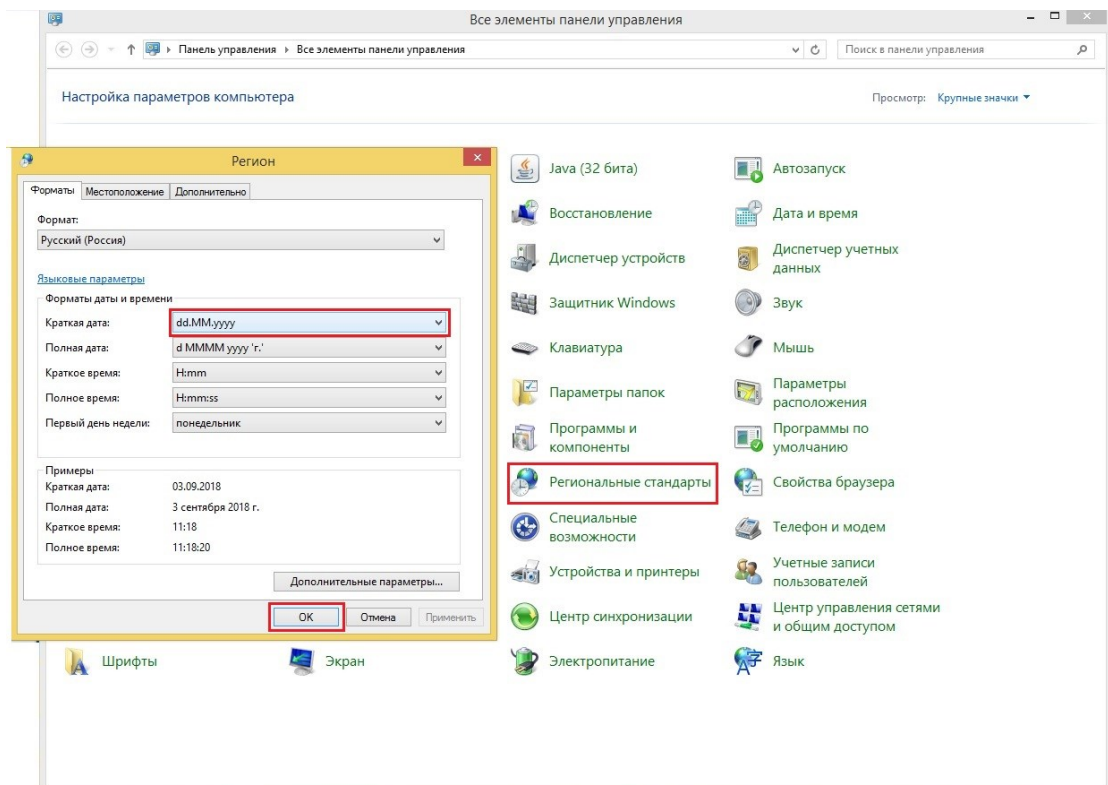 Все элементы панели управления
Панель управления Все элементы панели управления
Поиск в панели управления
Настройка параметров компьютера
Просмотр: Крупные значки
Регион
Форматы Местоположение Дополнительно
Формат:
Русский (Россия)
Языковые параметры
Форматы даты и времени
Краткая дата: dd.MM.yyyy
Полная дата: d MMMM yyyy 'г.'
Краткое время: H:mm
Полное время: H:mm:ss
Первый день недели: понедельник
Примеры
Краткая дата: 03.09.2018
Полная дата: 3 сентября 2018 г.
Краткое время: 11:18
Полное время: 11:18:20
Дополнительные параметры...
ОК Отмена Применить
Java (32 бита) Автозапуск
Восстановление Дата и время
Диспетчер устройств Диспетчер учетных
данных
Защитник Windows Звук
Клавиатура Мышь
Параметры папок Параметры
расположения
Программы и Программы по
компоненты умолчанию
Региональные стандарты Свойства браузера
Специальные
возможности Телефон и модем
Устройства и принтеры Учетные записи
пользователей
Центр синхронизации Центр управления сетями
и общим доступом
Шрифты Экран Электропитание Язык